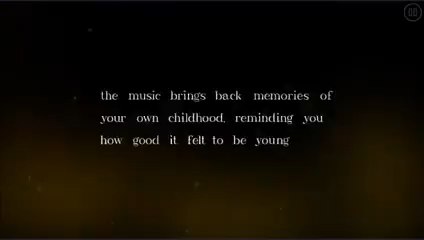 the music brings back memories of
your own childhood, reminding you
how good it felt to be young